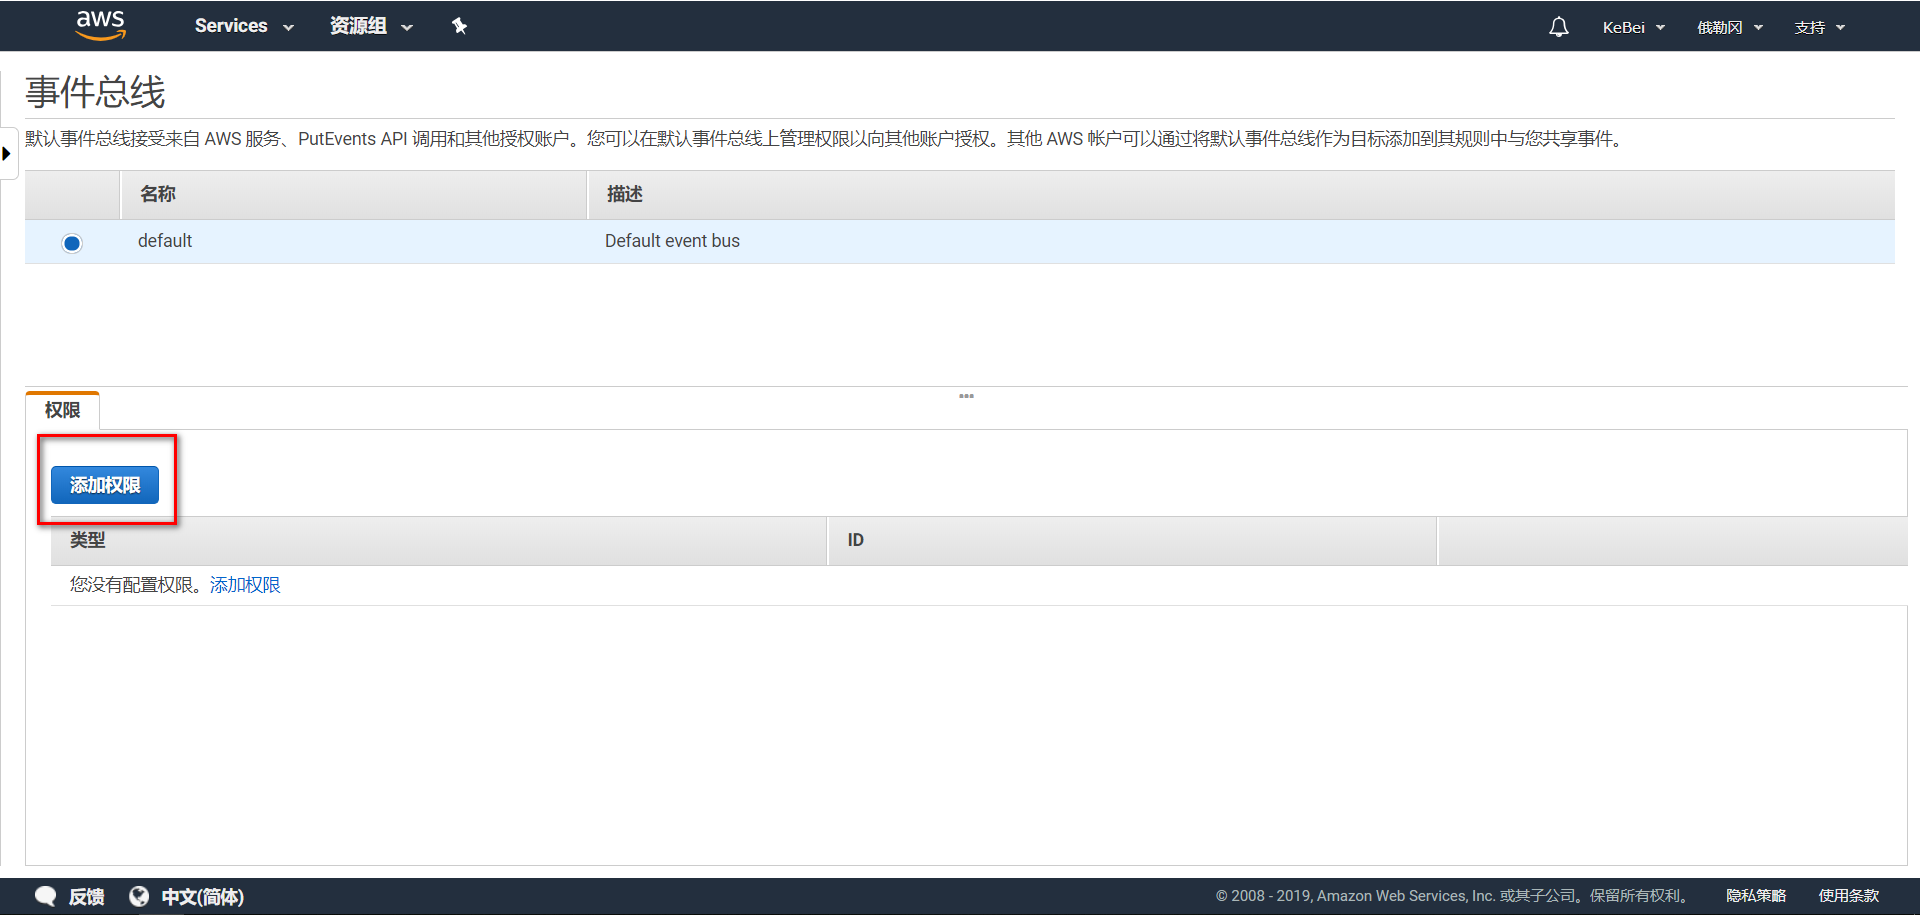 aws Services 资源组 KeBei 俄勒冈 支持
事件总线
默认事件总线接受来自 AWS 服务、PutEvents API 调用和其他授权账户。您可以在默认事件总线上管理权限以向其他账户授权。其他 AWS 帐户可以通过将默认事件总线作为目标添加到其规则中与您共享事件。
名称 描述
default Default event bus
权限
添加权限
类型 ID
您没有配置权限。添加权限
反馈 中文(简体) © 2008 - 2019, Amazon Web Services, Inc. 或其子公司。保留所有权利。 隐私策略 使用条款